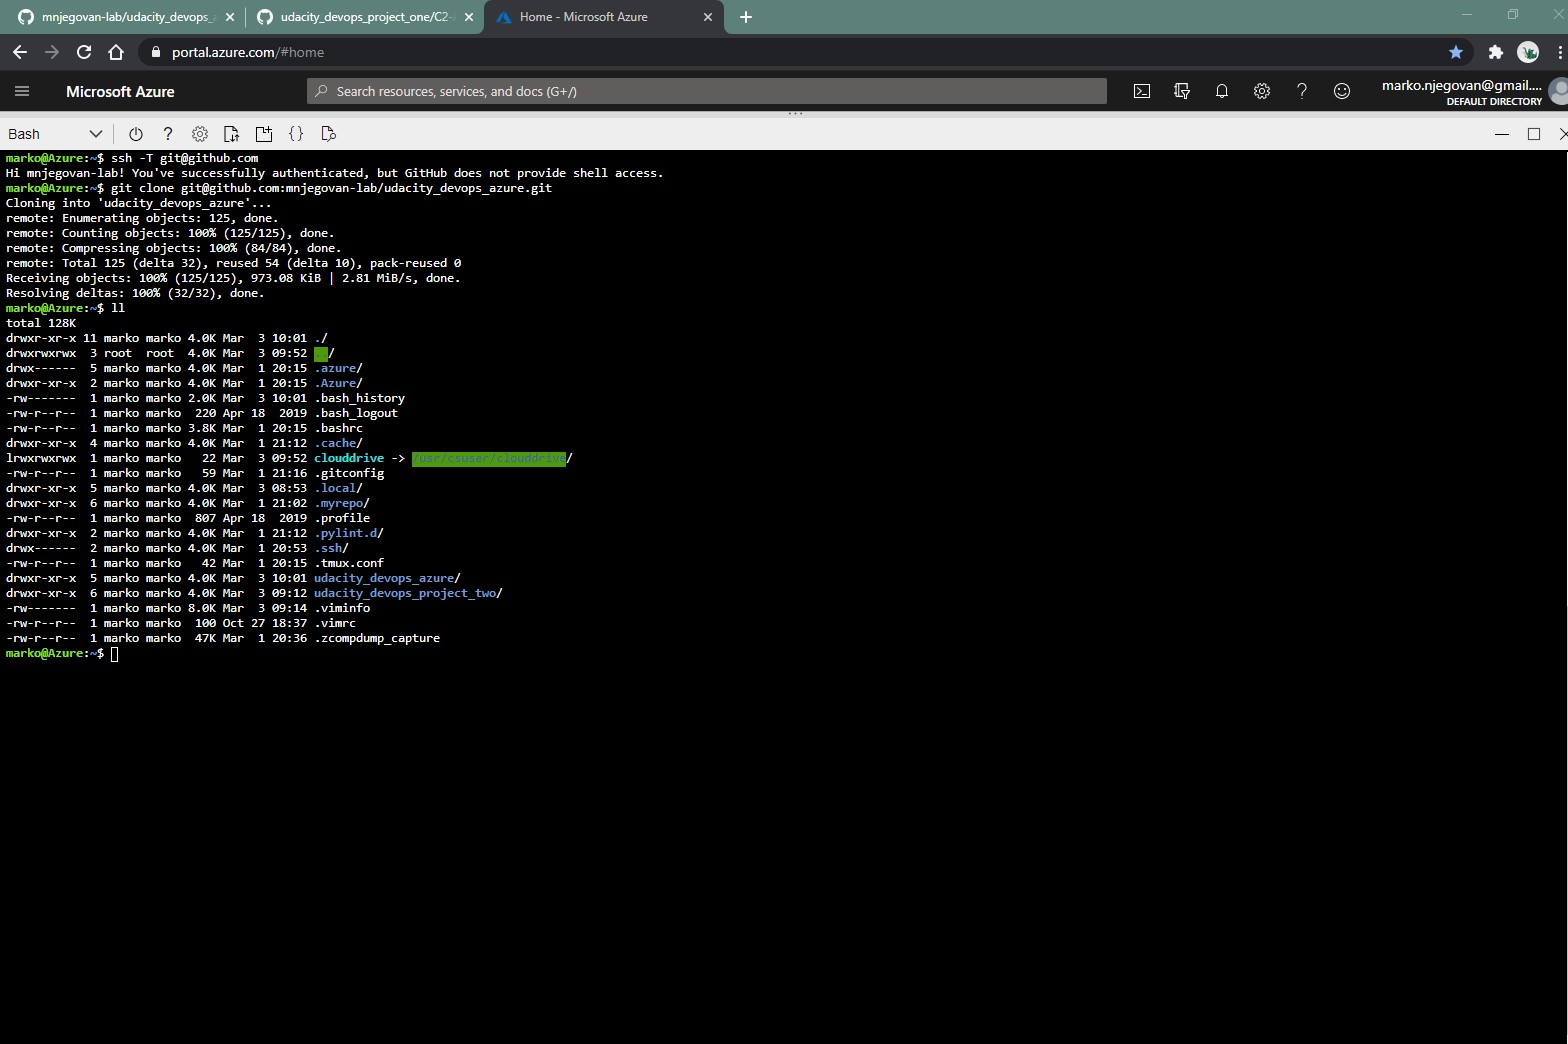 mnjegovan-lab/udacity_devops_a
udacity_devops_project_one/C2-
Home - Microsoft Azure
portal.azure.com/#home
Microsoft Azure
Search resources, services, and docs (G+/)
marko.njegovan@gmail....
DEFAULT DIRECTORY
Bash
marko@Azure:~$ ssh -T git@github.com
Hi mnjegovan-lab! You've successfully authenticated, but GitHub does not provide shell access.
marko@Azure:~$ git clone git@github.com:mnjegovan-lab/udacity_devops_azure.git
Cloning into 'udacity_devops_azure'...
remote: Enumerating objects: 125, done.
remote: Counting objects: 100% (125/125), done.
remote: Compressing objects: 100% (84/84), done.
remote: Total 125 (delta 32), reused 54 (delta 10), pack-reused 0
Receiving objects: 100% (125/125), 973.08 KiB | 2.81 MiB/s, done.
Resolving deltas: 100% (32/32), done.
marko@Azure:~$ ll
total 128K
drwxr-xr-x 11 marko marko 4.0K Mar  3 10:01 ./
drwxrwxrwx  3 root  root  4.0K Mar  3 09:52 ../
drwx------  5 marko marko 4.0K Mar  1 20:15 .azure/
drwxr-xr-x  2 marko marko 4.0K Mar  1 20:15 .Azure/
-rw-------  1 marko marko 2.0K Mar  3 10:01 .bash_history
-rw-r--r--  1 marko marko  220 Apr 18  2019 .bash_logout
-rw-r--r--  1 marko marko 3.8K Mar  1 20:15 .bashrc
drwxr-xr-x  4 marko marko 4.0K Mar  1 21:12 .cache/
lrwxrwxrwx  1 marko marko   22 Mar  3 09:52 clouddrive -> /usr/csuser/clouddrive/
-rw-r--r--  1 marko marko   59 Mar  1 21:16 .gitconfig
drwxr-xr-x  5 marko marko 4.0K Mar  3 08:53 .local/
drwxr-xr-x  6 marko marko 4.0K Mar  1 21:02 .myrepo/
-rw-r--r--  1 marko marko  807 Apr 18  2019 .profile
drwxr-xr-x  2 marko marko 4.0K Mar  1 21:12 .pylint.d/
drwx------  2 marko marko 4.0K Mar  1 20:53 .ssh/
-rw-r--r--  1 marko marko   42 Mar  1 20:15 .tmux.conf
drwxr-xr-x  5 marko marko 4.0K Mar  3 10:01 udacity_devops_azure/
drwxr-xr-x  6 marko marko 4.0K Mar  3 09:12 udacity_devops_project_two/
-rw-------  1 marko marko 8.0K Mar  3 09:14 .viminfo
-rw-r--r--  1 marko marko  100 Oct 27 18:37 .vimrc
-rw-r--r--  1 marko marko  47K Mar  1 20:36 .zcompdump_capture
marko@Azure:~$